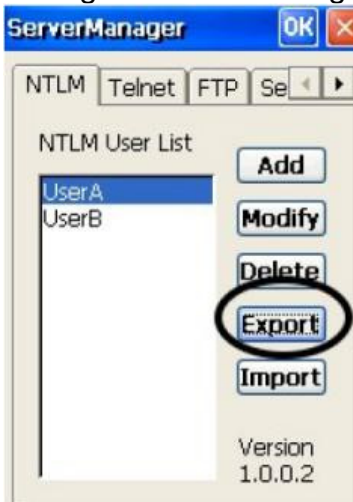 ServerManager OK
NTLM Telnet FTP Se
NTLM User List
Add
UserA
UserB
Modify
Delete
Export
Import
Version
1.0.0.2